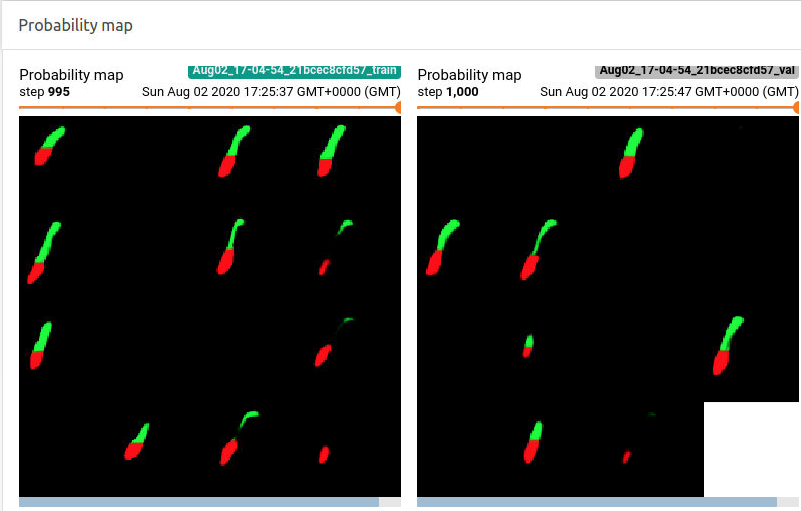 Probability map
Probability map
Aug02_17-04-54_21bcec8cfd57_train
step 995
Sun Aug 02 2020 17:25:37 GMT+0000 (GMT)
Probability map
Aug02_17-04-54_21bcec8cfd57_val
step 1,000
Sun Aug 02 2020 17:25:47 GMT+0000 (GMT)